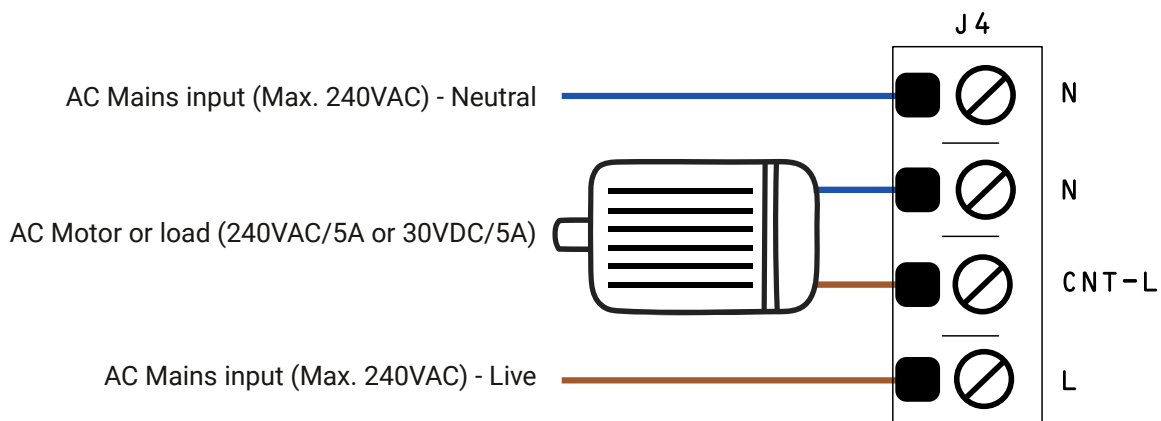 J4
AC Mains input (Max. 240VAC) - Neutral
N
N
AC Motor or load (240VAC/5A or 30VDC/5A)
CNT-L
AC Mains input (Max. 240VAC) - Live
L